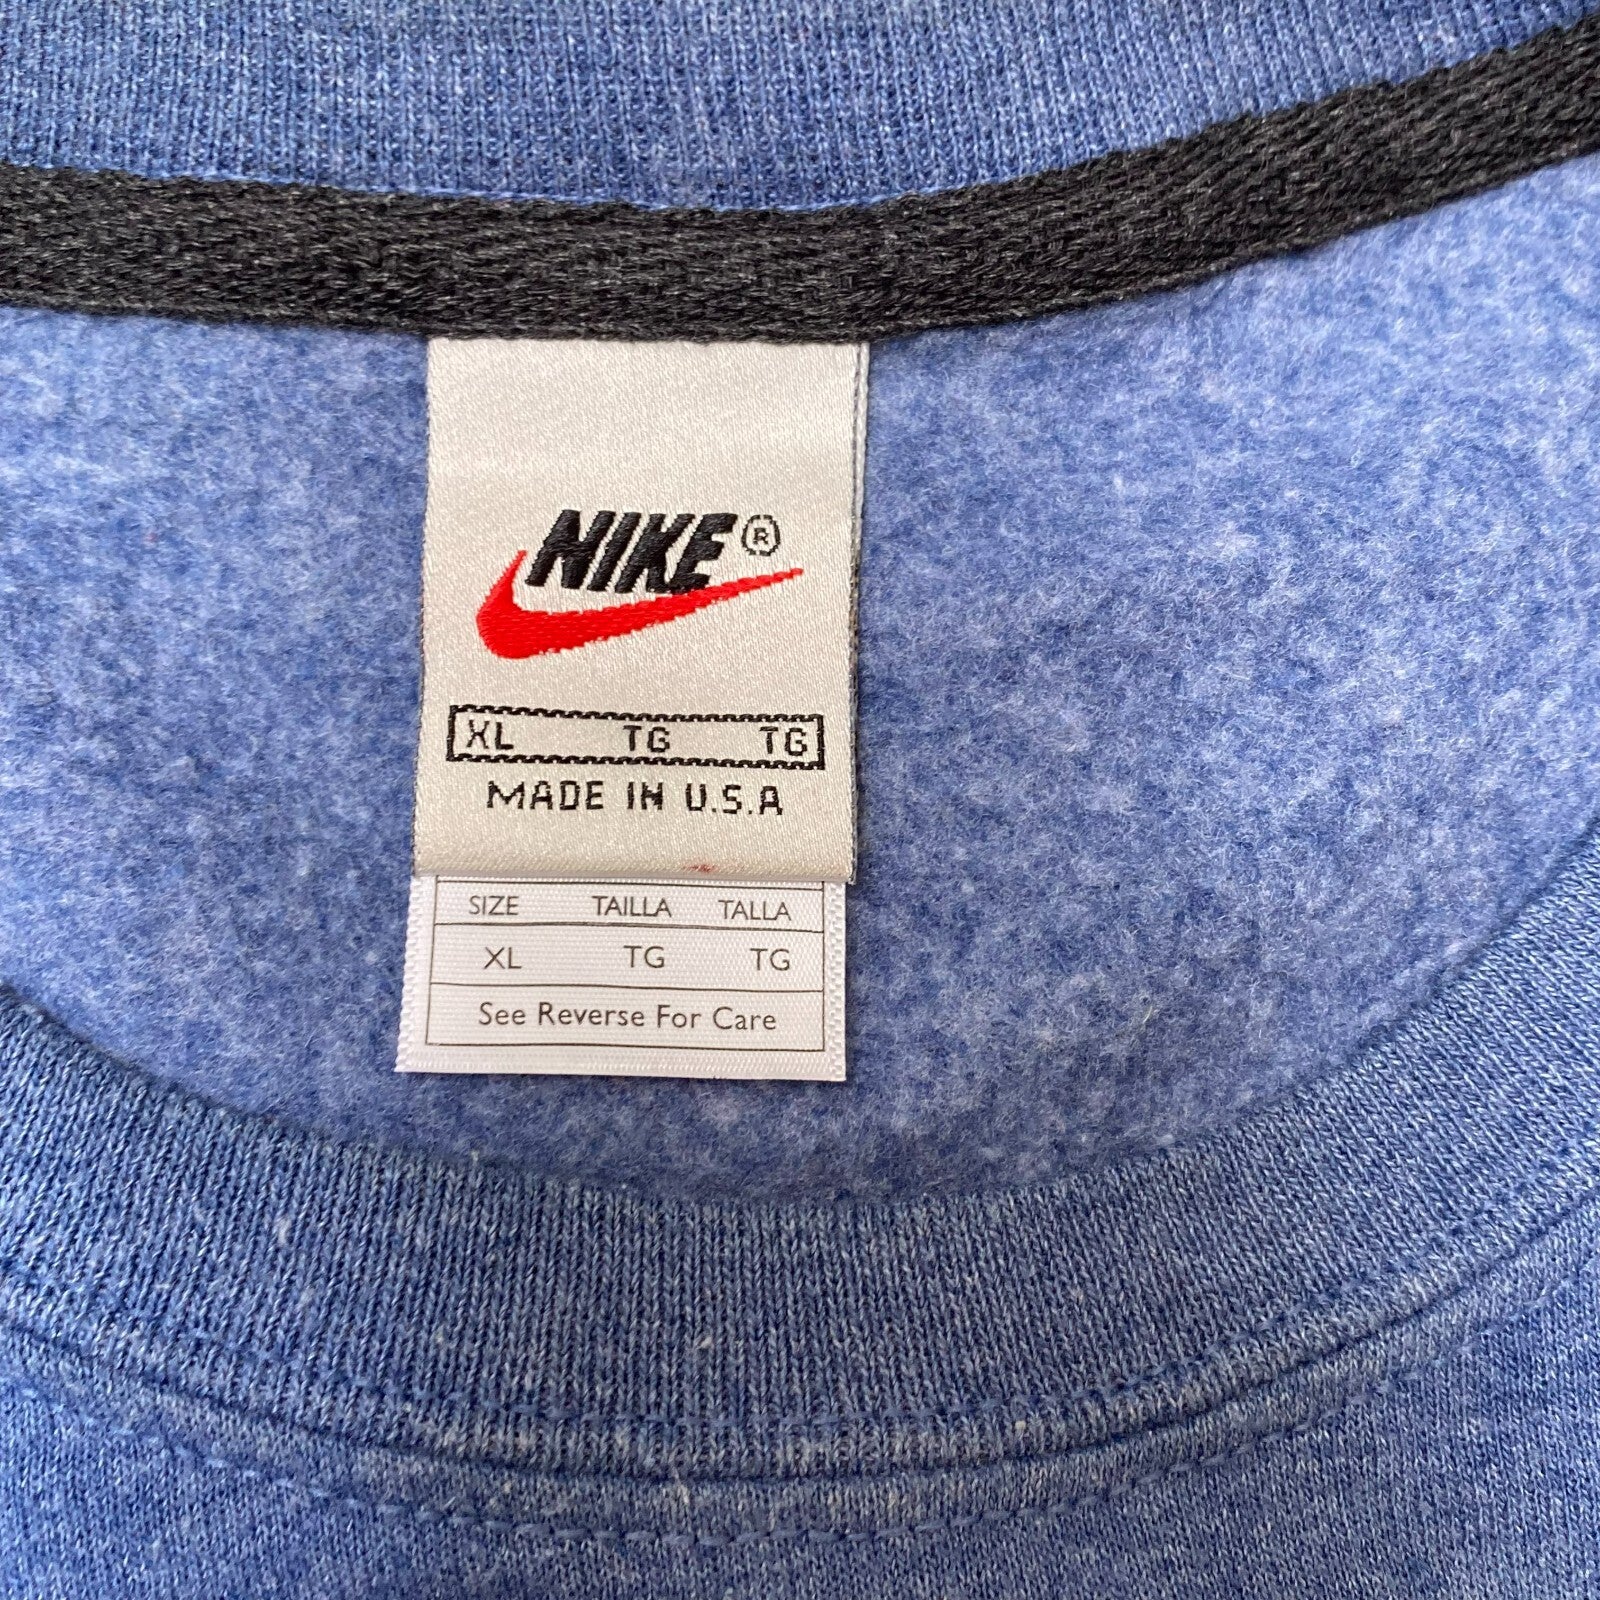 NIKE®
XL TG TG
MADE IN U.S.A
SIZE TAILLA TALLA
XL TG TG
See Reverse For Care